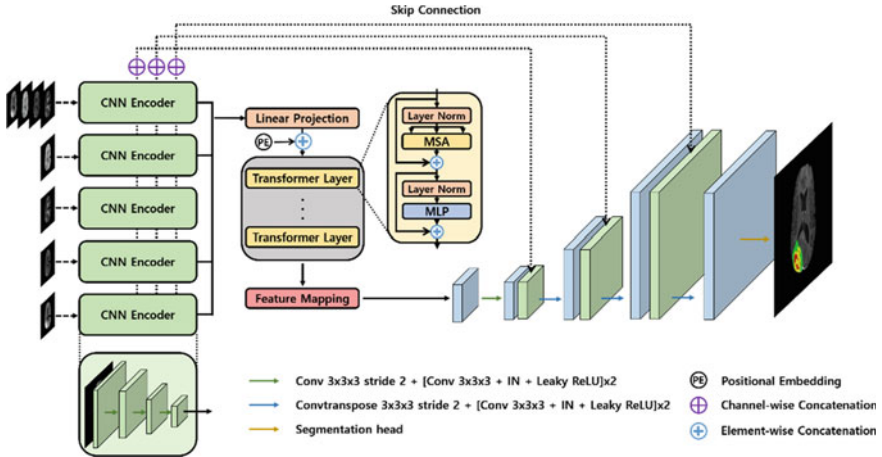 Skip Connection
CNN Encoder
CNN Encoder
CNN Encoder
CNN Encoder
CNN Encoder
Linear Projection
PE
Transformer Layer
Transformer Layer
Layer Norm
MSA
Layer Norm
MLP
Feature Mapping
Conv 3x3x3 stride 2 + [Conv 3x3x3 + IN + Leaky ReLU]x2
Convtranspose 3x3x3 stride 2 + [Conv 3x3x3 + IN + Leaky ReLU]x2
Segmentation head
PE Positional Embedding
Channel-wise Concatenation
Element-wise Concatenation